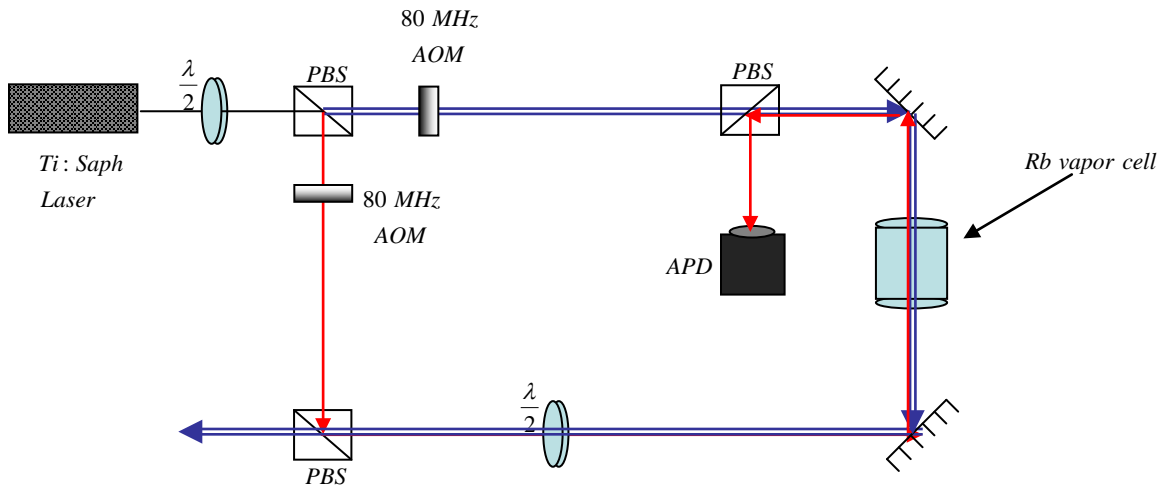 80 MHz
AOM
λ/2
PBS
PBS
Ti : Saph
Laser
Rb vapor cell
80 MHz
AOM
APD
λ/2
PBS